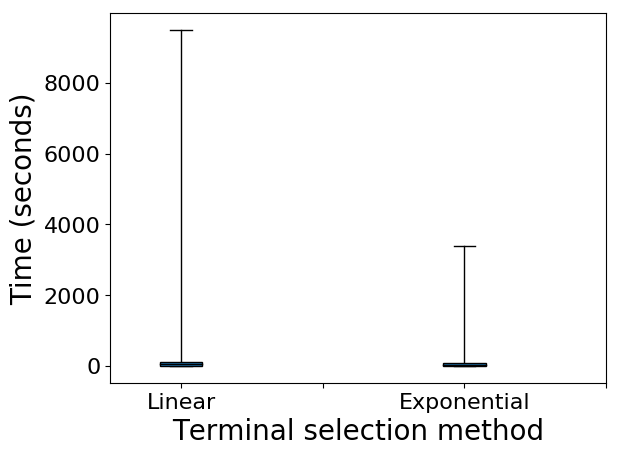 Time (seconds)
8000
6000
4000
2000
0
Linear
Exponential
Terminal selection method